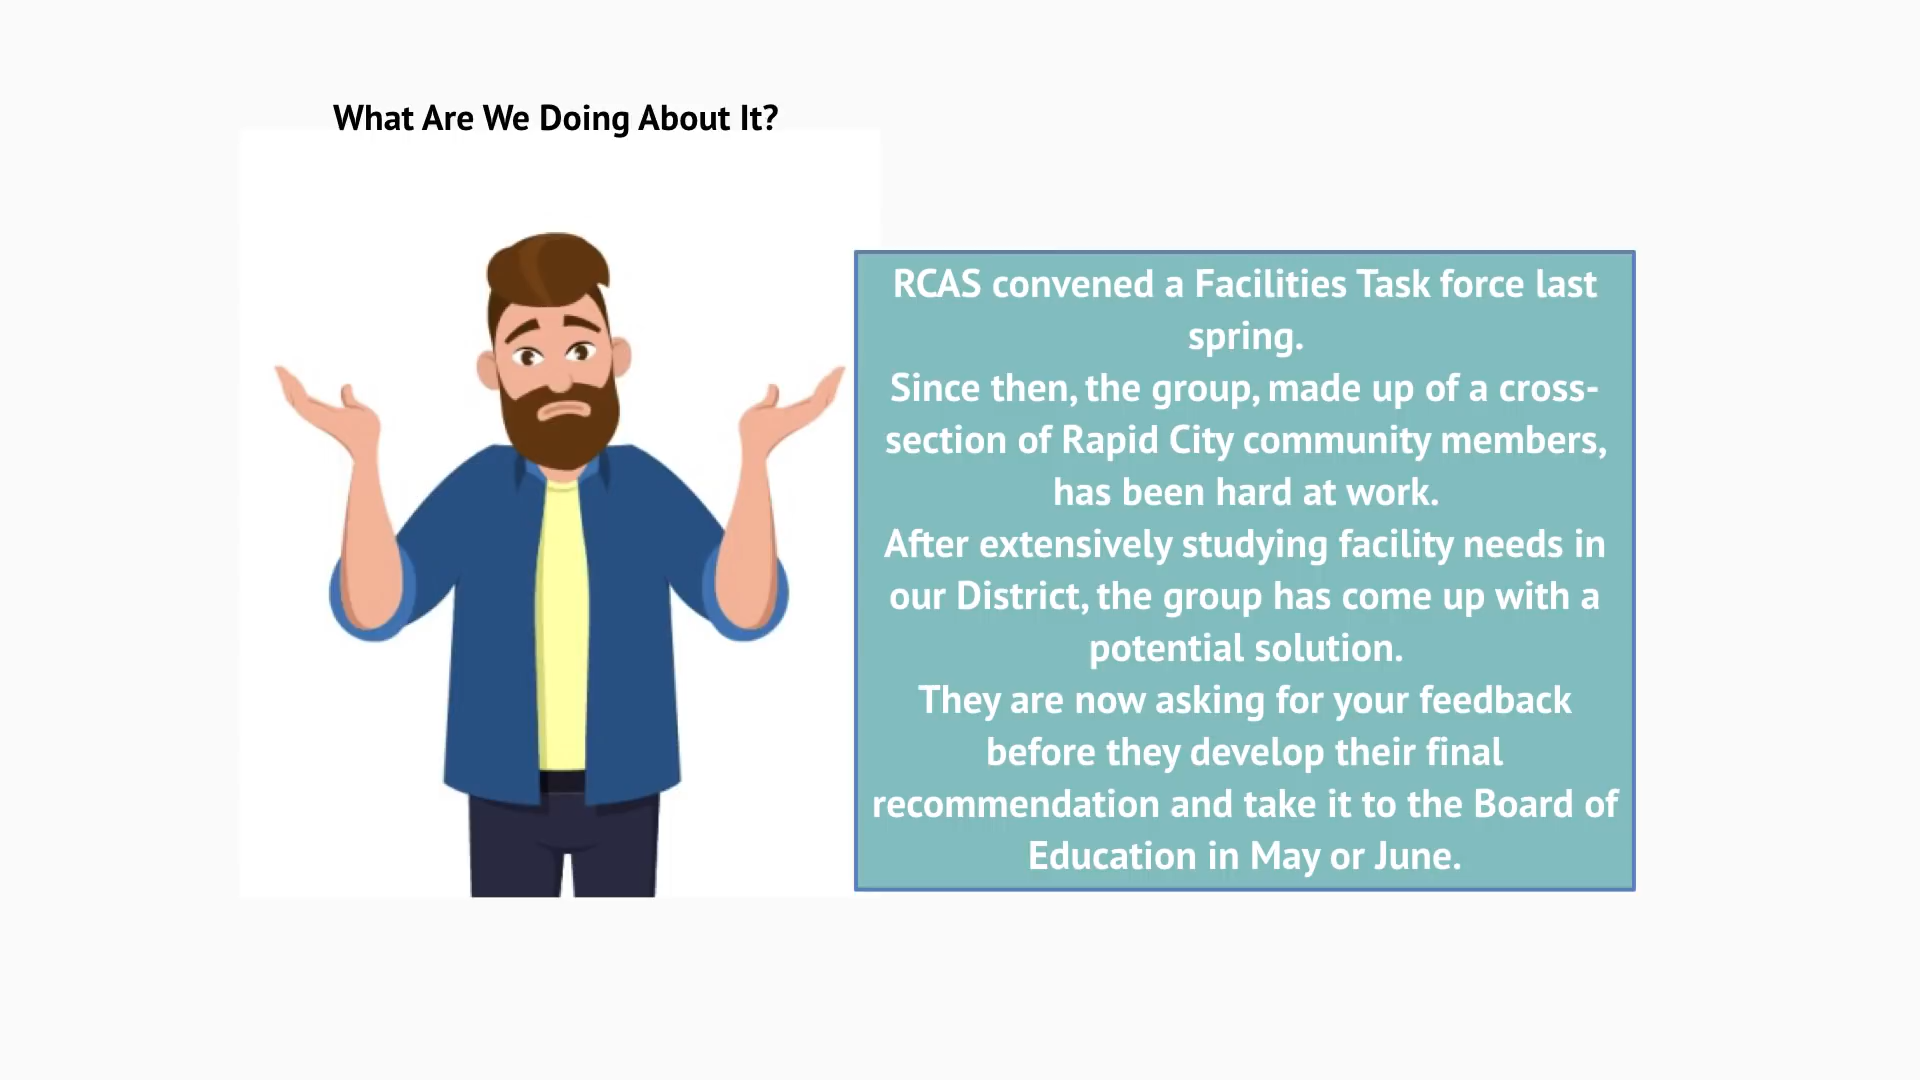 What Are We Doing About It?
RCAS convened a Facilities Task force last
spring.
Since then, the group, made up of a cross-
section of Rapid City community members,
has been hard at work.
After extensively studying facility needs in
our District, the group has come up with a
potential solution.
They are now asking for your feedback
before they develop their final
recommendation and take it to the Board of
Education in May or June.